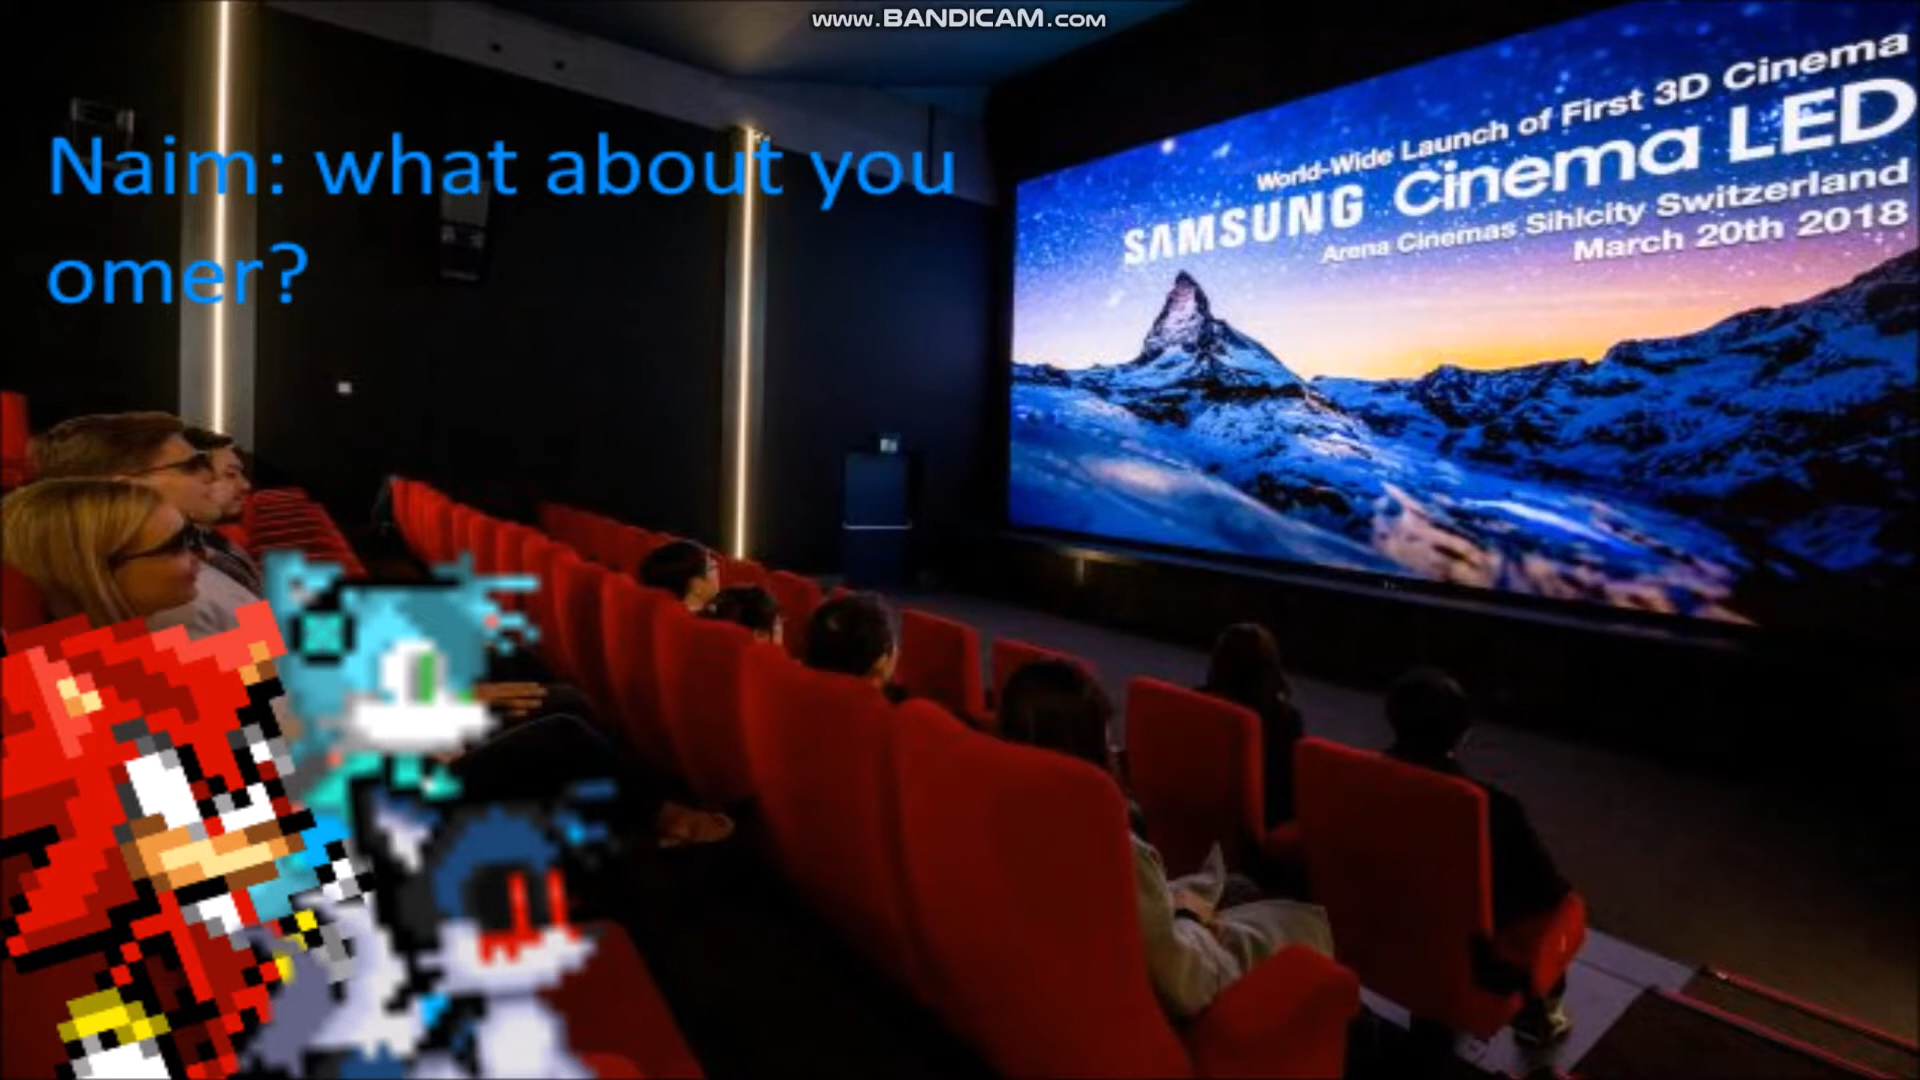 www.BANDICAM.com
Naim: what about you
omer?
World-Wide Launch of First 3D Cinema
SAMSUNG Cinema LED
Arena Cinemas Sihlcity Switzerland
March 20th 2018